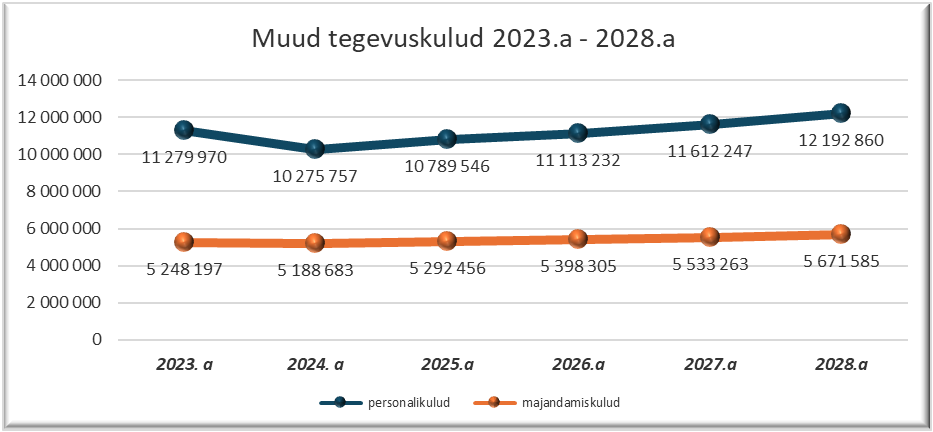 Muud tegevuskulud 2023.a - 2028.a
14 000 000
12 000 000
10 000 000
8 000 000
6 000 000
4 000 000
2 000 000
0
11 279 970
10 275 757
10 789 546
11 113 232
11 612 247
12 192 860
5 248 197
5 188 683
5 292 456
5 398 305
5 533 263
5 671 585
2023. a
2024. a
2025.a
2026.a
2027.a
2028.a
personalikulud
majandamiskulud